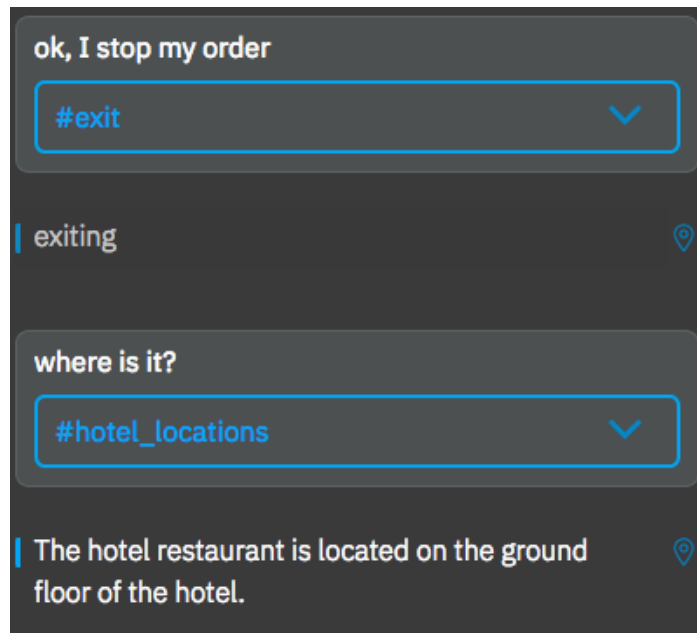 ok, I stop my order
#exit
exiting
where is it?
#hotel_locations
The hotel restaurant is located on the ground
floor of the hotel.